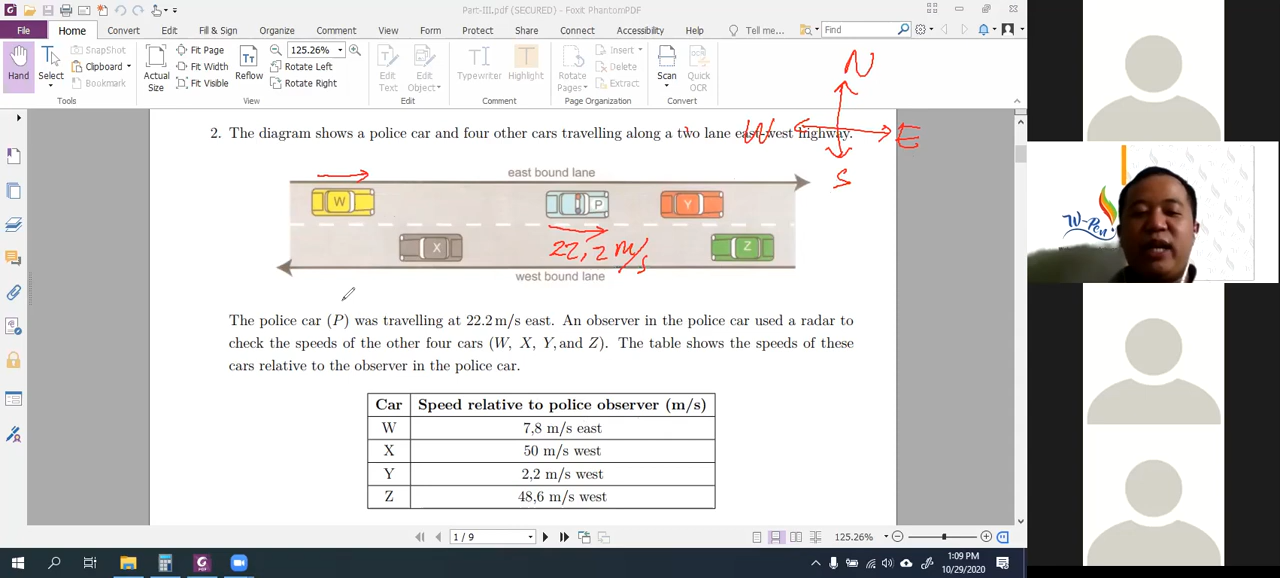 Part-III.pdf (SECURED) - Foxit PhantomPDF
File Home Convert Edit Fill & Sign Organize Comment View Form Protect Share Connect Accessibility Help Tell me... Find
Hand Select SnapShot Clipboard Bookmark Actual Size Fit Page Fit Width Fit Visible Reflow 125.26% Rotate Left Rotate Right Edit Text Edit Object Typewriter Highlight Rotate Pages Insert Delete Extract Scan Quick OCR
Tools View Edit Comment Page Organization Convert
N
W E
S
2. The diagram shows a police car and four other cars travelling along a two lane east-west highway.
east bound lane
W P Y
X Z
22,2 m/s
west bound lane
W-Pen
The police car (P) was travelling at 22.2 m/s east. An observer in the police car used a radar to
check the speeds of the other four cars (W, X, Y, and Z). The table shows the speeds of these
cars relative to the observer in the police car.
Car Speed relative to police observer (m/s)
W 7,8 m/s east
X 50 m/s west
Y 2,2 m/s west
Z 48,6 m/s west
1 / 9 125.26%
1:09 PM
10/29/2020